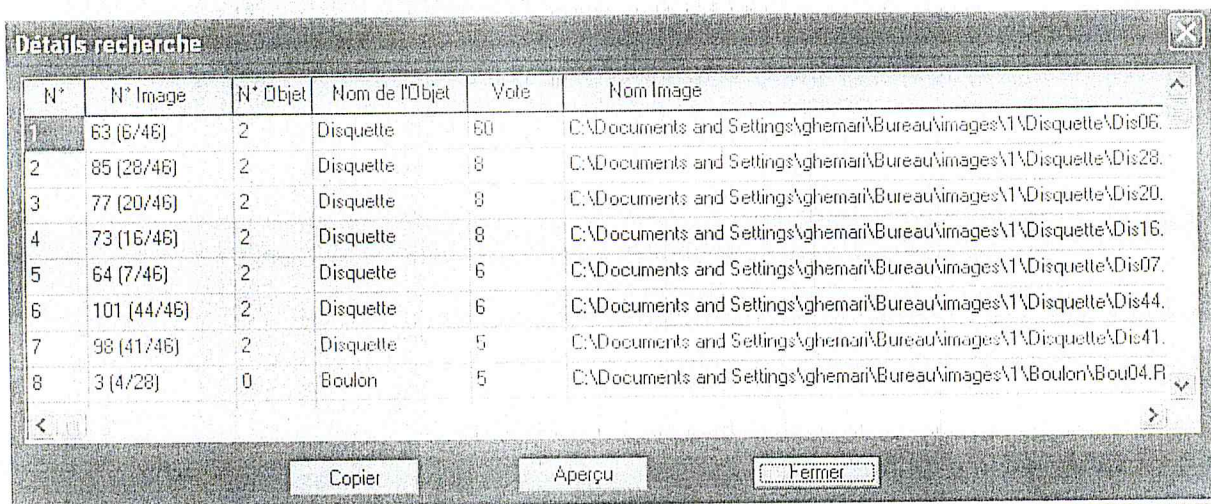 Détails recherche
N° N° Image N° Objet Nom de l'Objet Vote Nom Image
1 63 (6/46) 2 Disquette 60 C:\Documents and Settings\ghemari\Bureau\images\1\Disquette\Dis06.
2 85 (28/46) 2 Disquette 8 C:\Documents and Settings\ghemari\Bureau\images\1\Disquette\Dis28.
3 77 (20/46) 2 Disquette 8 C:\Documents and Settings\ghemari\Bureau\images\1\Disquette\Dis20.
4 73 (16/46) 2 Disquette 8 C:\Documents and Settings\ghemari\Bureau\images\1\Disquette\Dis16.
5 64 (7/46) 2 Disquette 6 C:\Documents and Settings\ghemari\Bureau\images\1\Disquette\Dis07.
6 101 (44/46) 2 Disquette 6 C:\Documents and Settings\ghemari\Bureau\images\1\Disquette\Dis44.
7 98 (41/46) 2 Disquette 5 C:\Documents and Settings\ghemari\Bureau\images\1\Disquette\Dis41.
8 3 (4/28) 0 Boulon 5 C:\Documents and Settings\ghemari\Bureau\images\1\Boulon\Bou04.P
Copier Aperçu Fermer